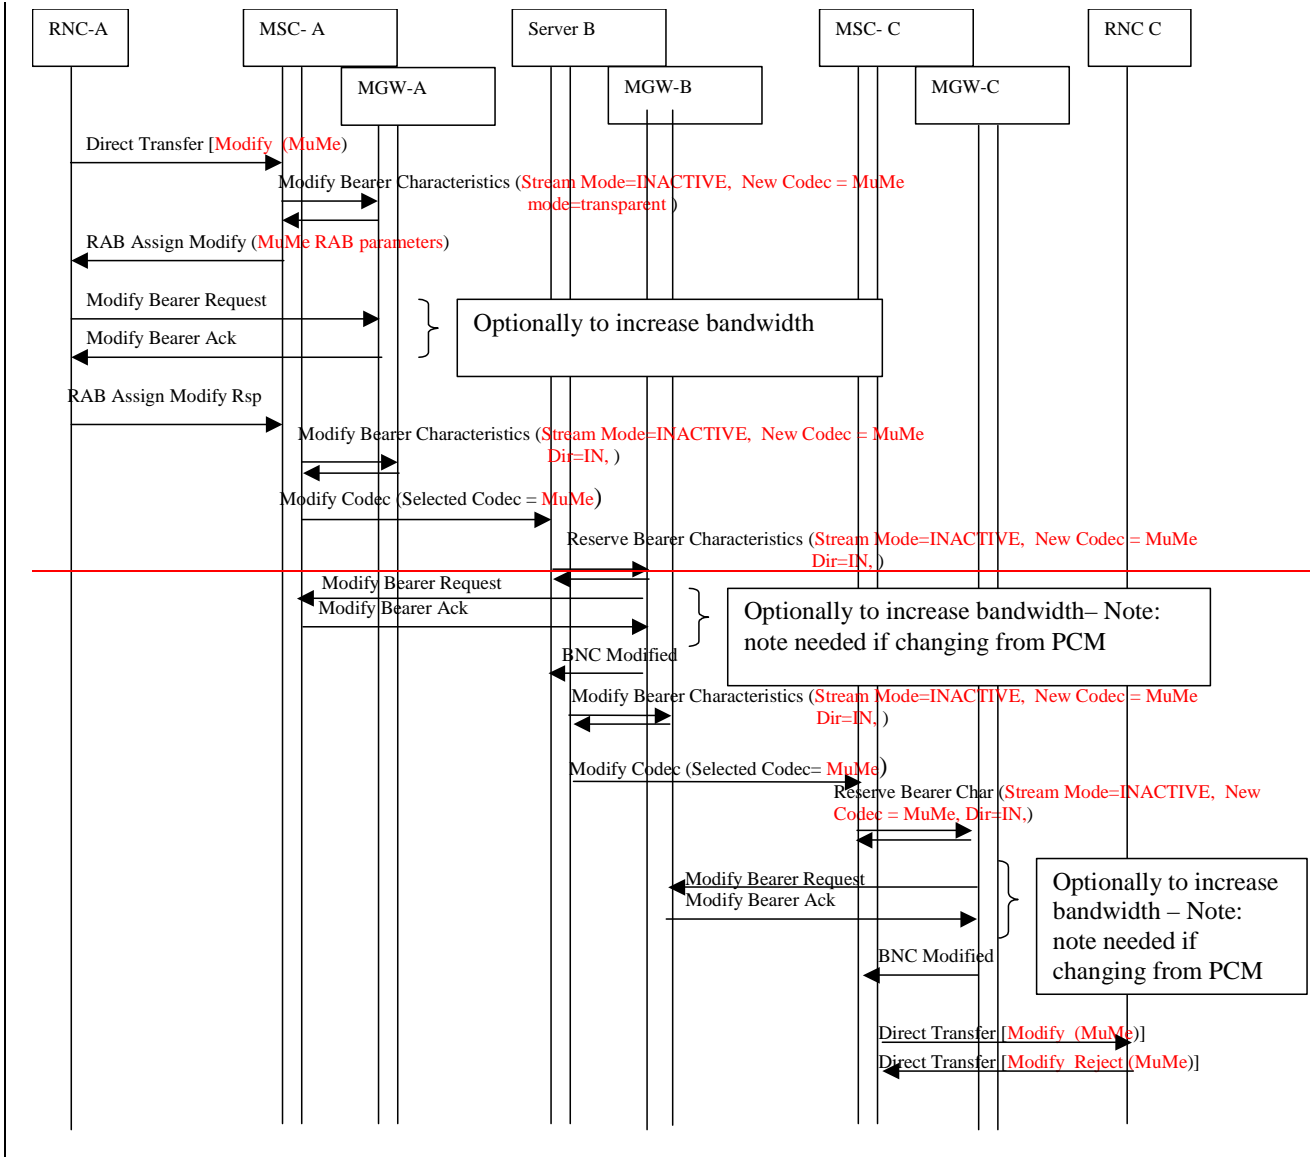 RNC-A
MSC- A
Server B
MSC- C
RNC C
MGW-A
MGW-B
MGW-C
Direct Transfer [Modify (MuMe)
Modify Bearer Characteristics (Stream Mode=INACTIVE, New Codec = MuMe
mode=transparent )
RAB Assign Modify (MuMe RAB parameters)
Modify Bearer Request
Optionally to increase bandwidth
Modify Bearer Ack
RAB Assign Modify Rsp
Modify Bearer Characteristics (Stream Mode=INACTIVE, New Codec = MuMe
Dir=IN, )
Modify Codec (Selected Codec = MuMe)
Reserve Bearer Characteristics (Stream Mode=INACTIVE, New Codec = MuMe
Dir=IN, )
Modify Bearer Request
Modify Bearer Ack
Optionally to increase bandwidth– Note:
note needed if changing from PCM
BNC Modified
Modify Bearer Characteristics (Stream Mode=INACTIVE, New Codec = MuMe
Dir=IN, )
Modify Codec (Selected Codec= MuMe)
Reserve Bearer Char (Stream Mode=INACTIVE, New
Codec = MuMe, Dir=IN,)
Modify Bearer Request
Modify Bearer Ack
Optionally to increase
bandwidth – Note:
note needed if
changing from PCM
BNC Modified
Direct Transfer [Modify (MuMe)]
Direct Transfer [Modify Reject (MuMe)]